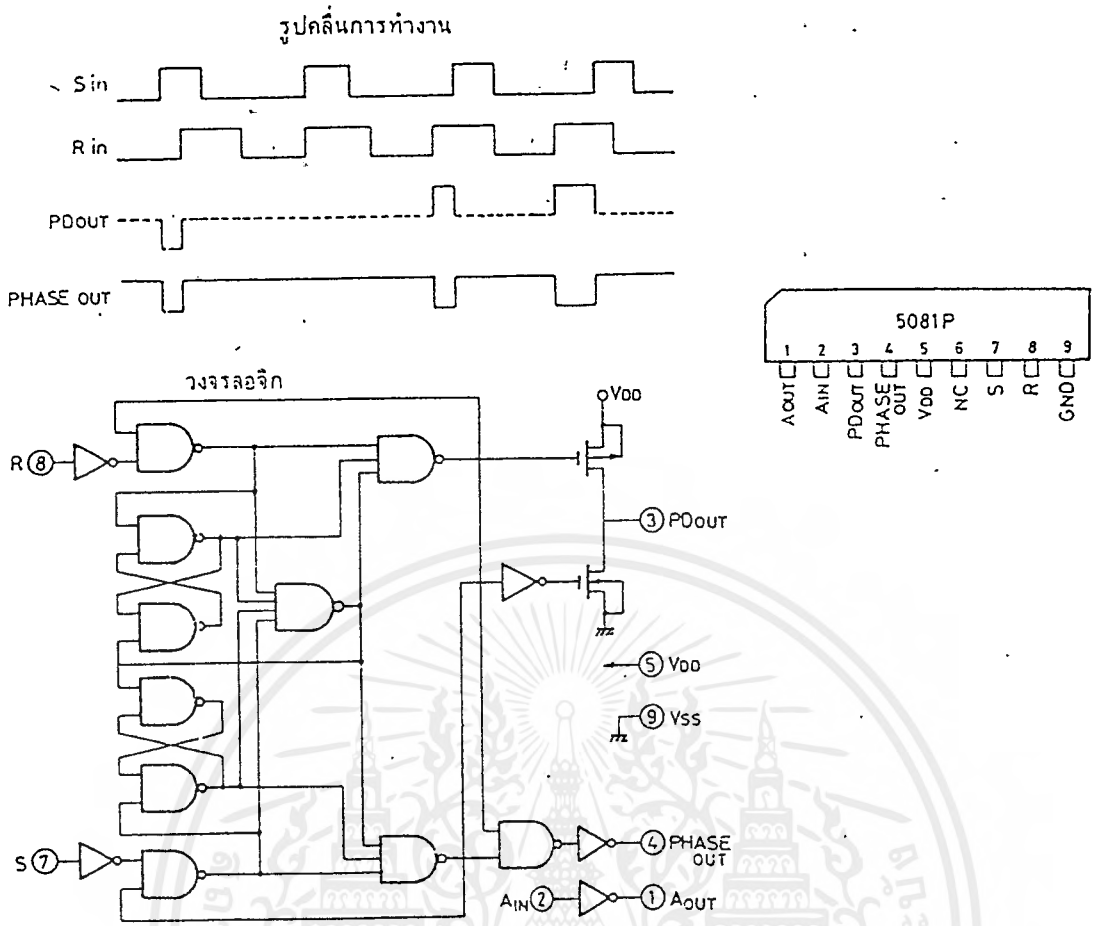 รูปคลื่นการทำงาน
S in
R in
PDOUT
PHASE OUT
5081P
1 2 3 4 5 6 7 8 9
AOUT
AIN
PDOUT
PHASE OUT
VDD
NC
S
R
GND
วงจรลอจิก
VDD
R 8
3 PDOUT
5 VDD
9 VSS
S 7
4 PHASE OUT
AIN 2
1 AOUT